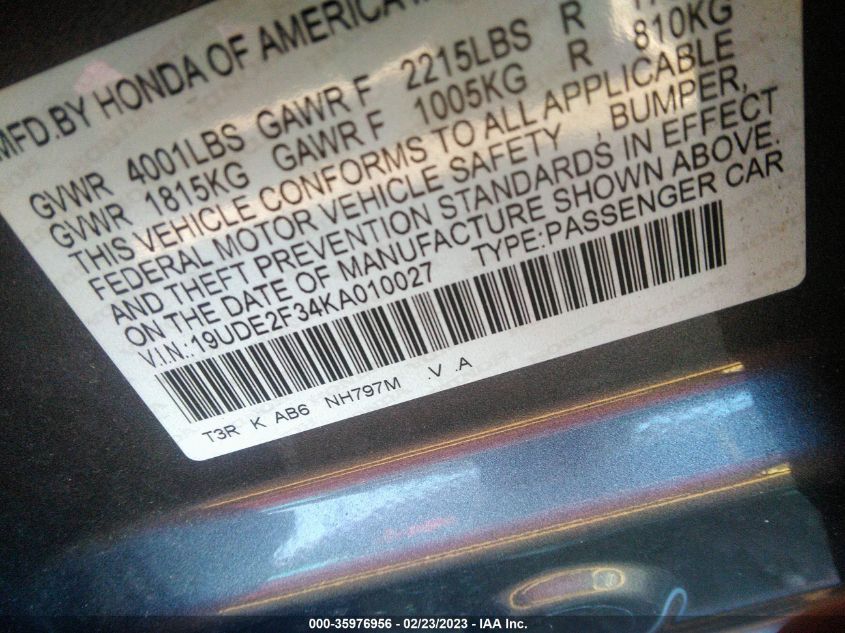 MFD.BY HONDA OF AMERICA
GVWR 4001LBS GAWR F 2215LBS R
GVWR 1815KG GAWR F 1005KG R 810KG
THIS VEHICLE CONFORMS TO ALL APPLICABLE
FEDERAL MOTOR VEHICLE SAFETY , BUMPER,
AND THEFT PREVENTION STANDARDS IN EFFECT
ON THE DATE OF MANUFACTURE SHOWN ABOVE.
V.I.N.:19UDE2F34KA010027 TYPE:PASSENGER CAR
T3R K AB6 NH797M .V .A
000-35976956 - 02/23/2023 - IAA Inc.